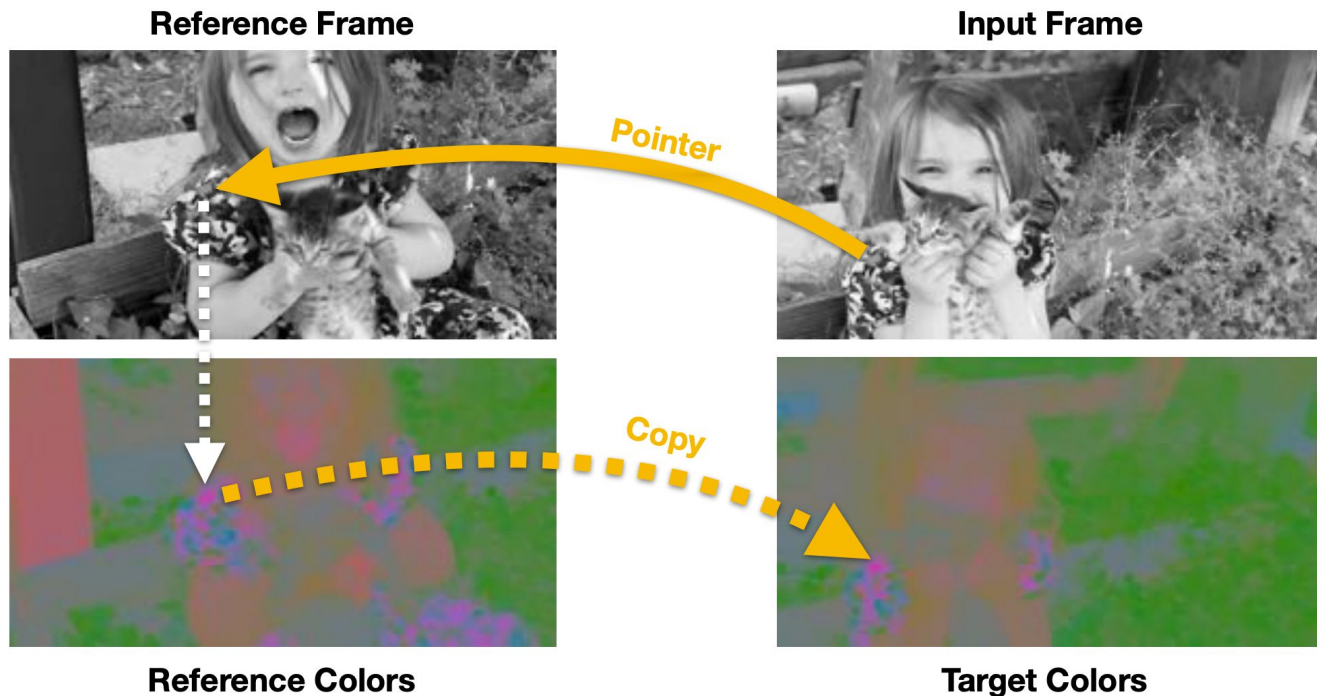 Reference Frame
Input Frame
Pointer
Copy
Reference Colors
Target Colors